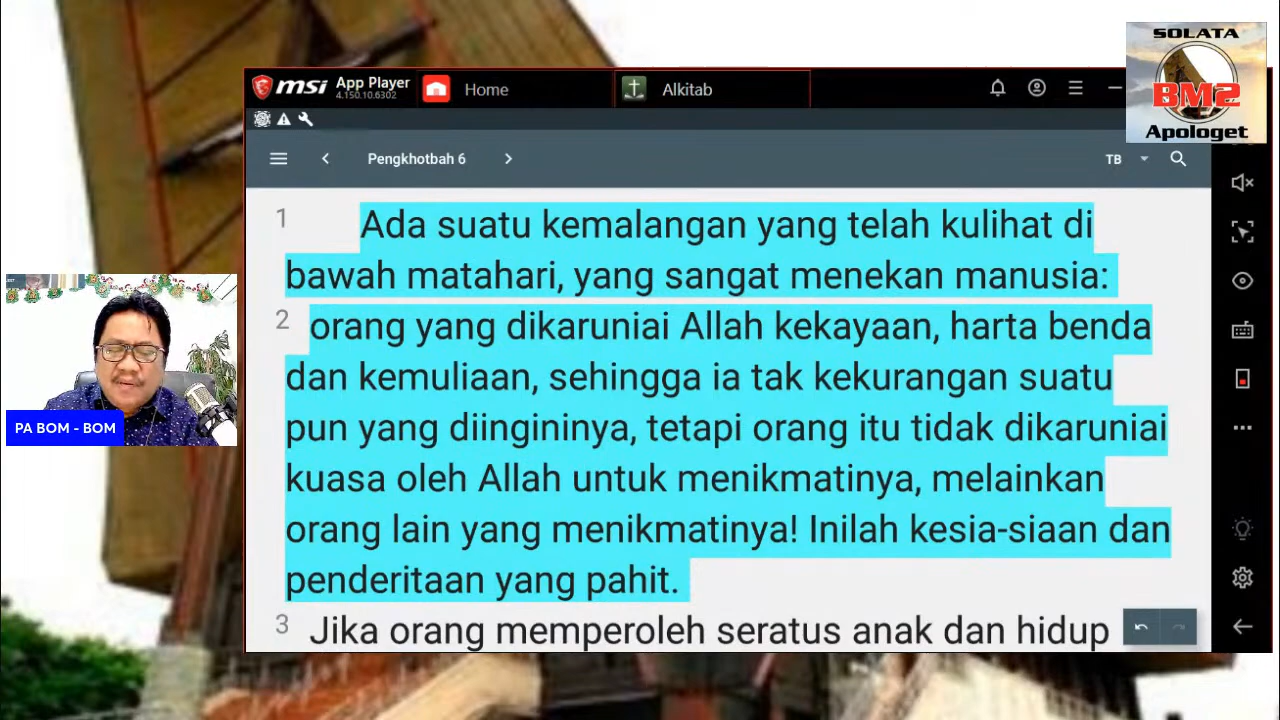 SOLATA
BM2
Apologet
msi App Player
4.150.10.6302
Home
Alkitab
Pengkhotbah 6
TB
1 Ada suatu kemalangan yang telah kulihat di
bawah matahari, yang sangat menekan manusia:
2 orang yang dikaruniai Allah kekayaan, harta benda
dan kemuliaan, sehingga ia tak kekurangan suatu
pun yang diingininya, tetapi orang itu tidak dikaruniai
kuasa oleh Allah untuk menikmatinya, melainkan
orang lain yang menikmatinya! Inilah kesia-siaan dan
penderitaan yang pahit.
3 Jika orang memperoleh seratus anak dan hidup
PA BOM - BOM